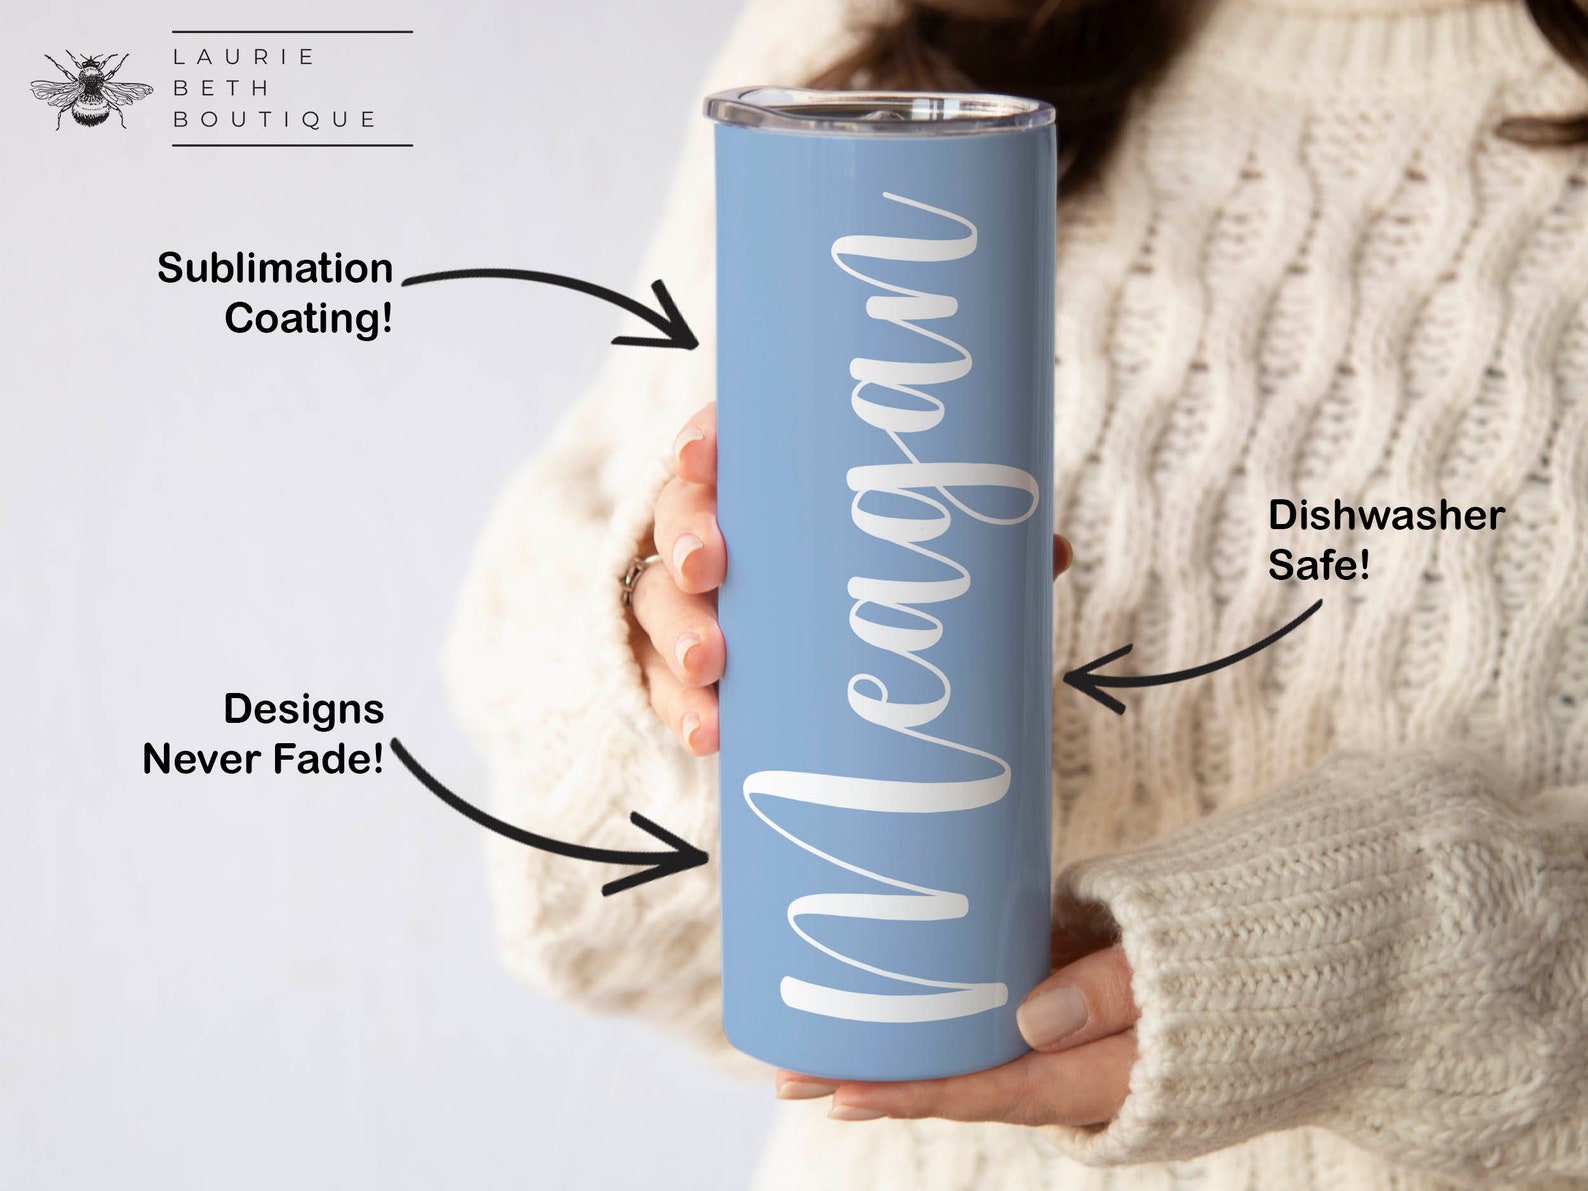 LAURIE
BETH
BOUTIQUE
Sublimation
Coating!
Meagan
Dishwasher
Safe!
Designs
Never Fade!